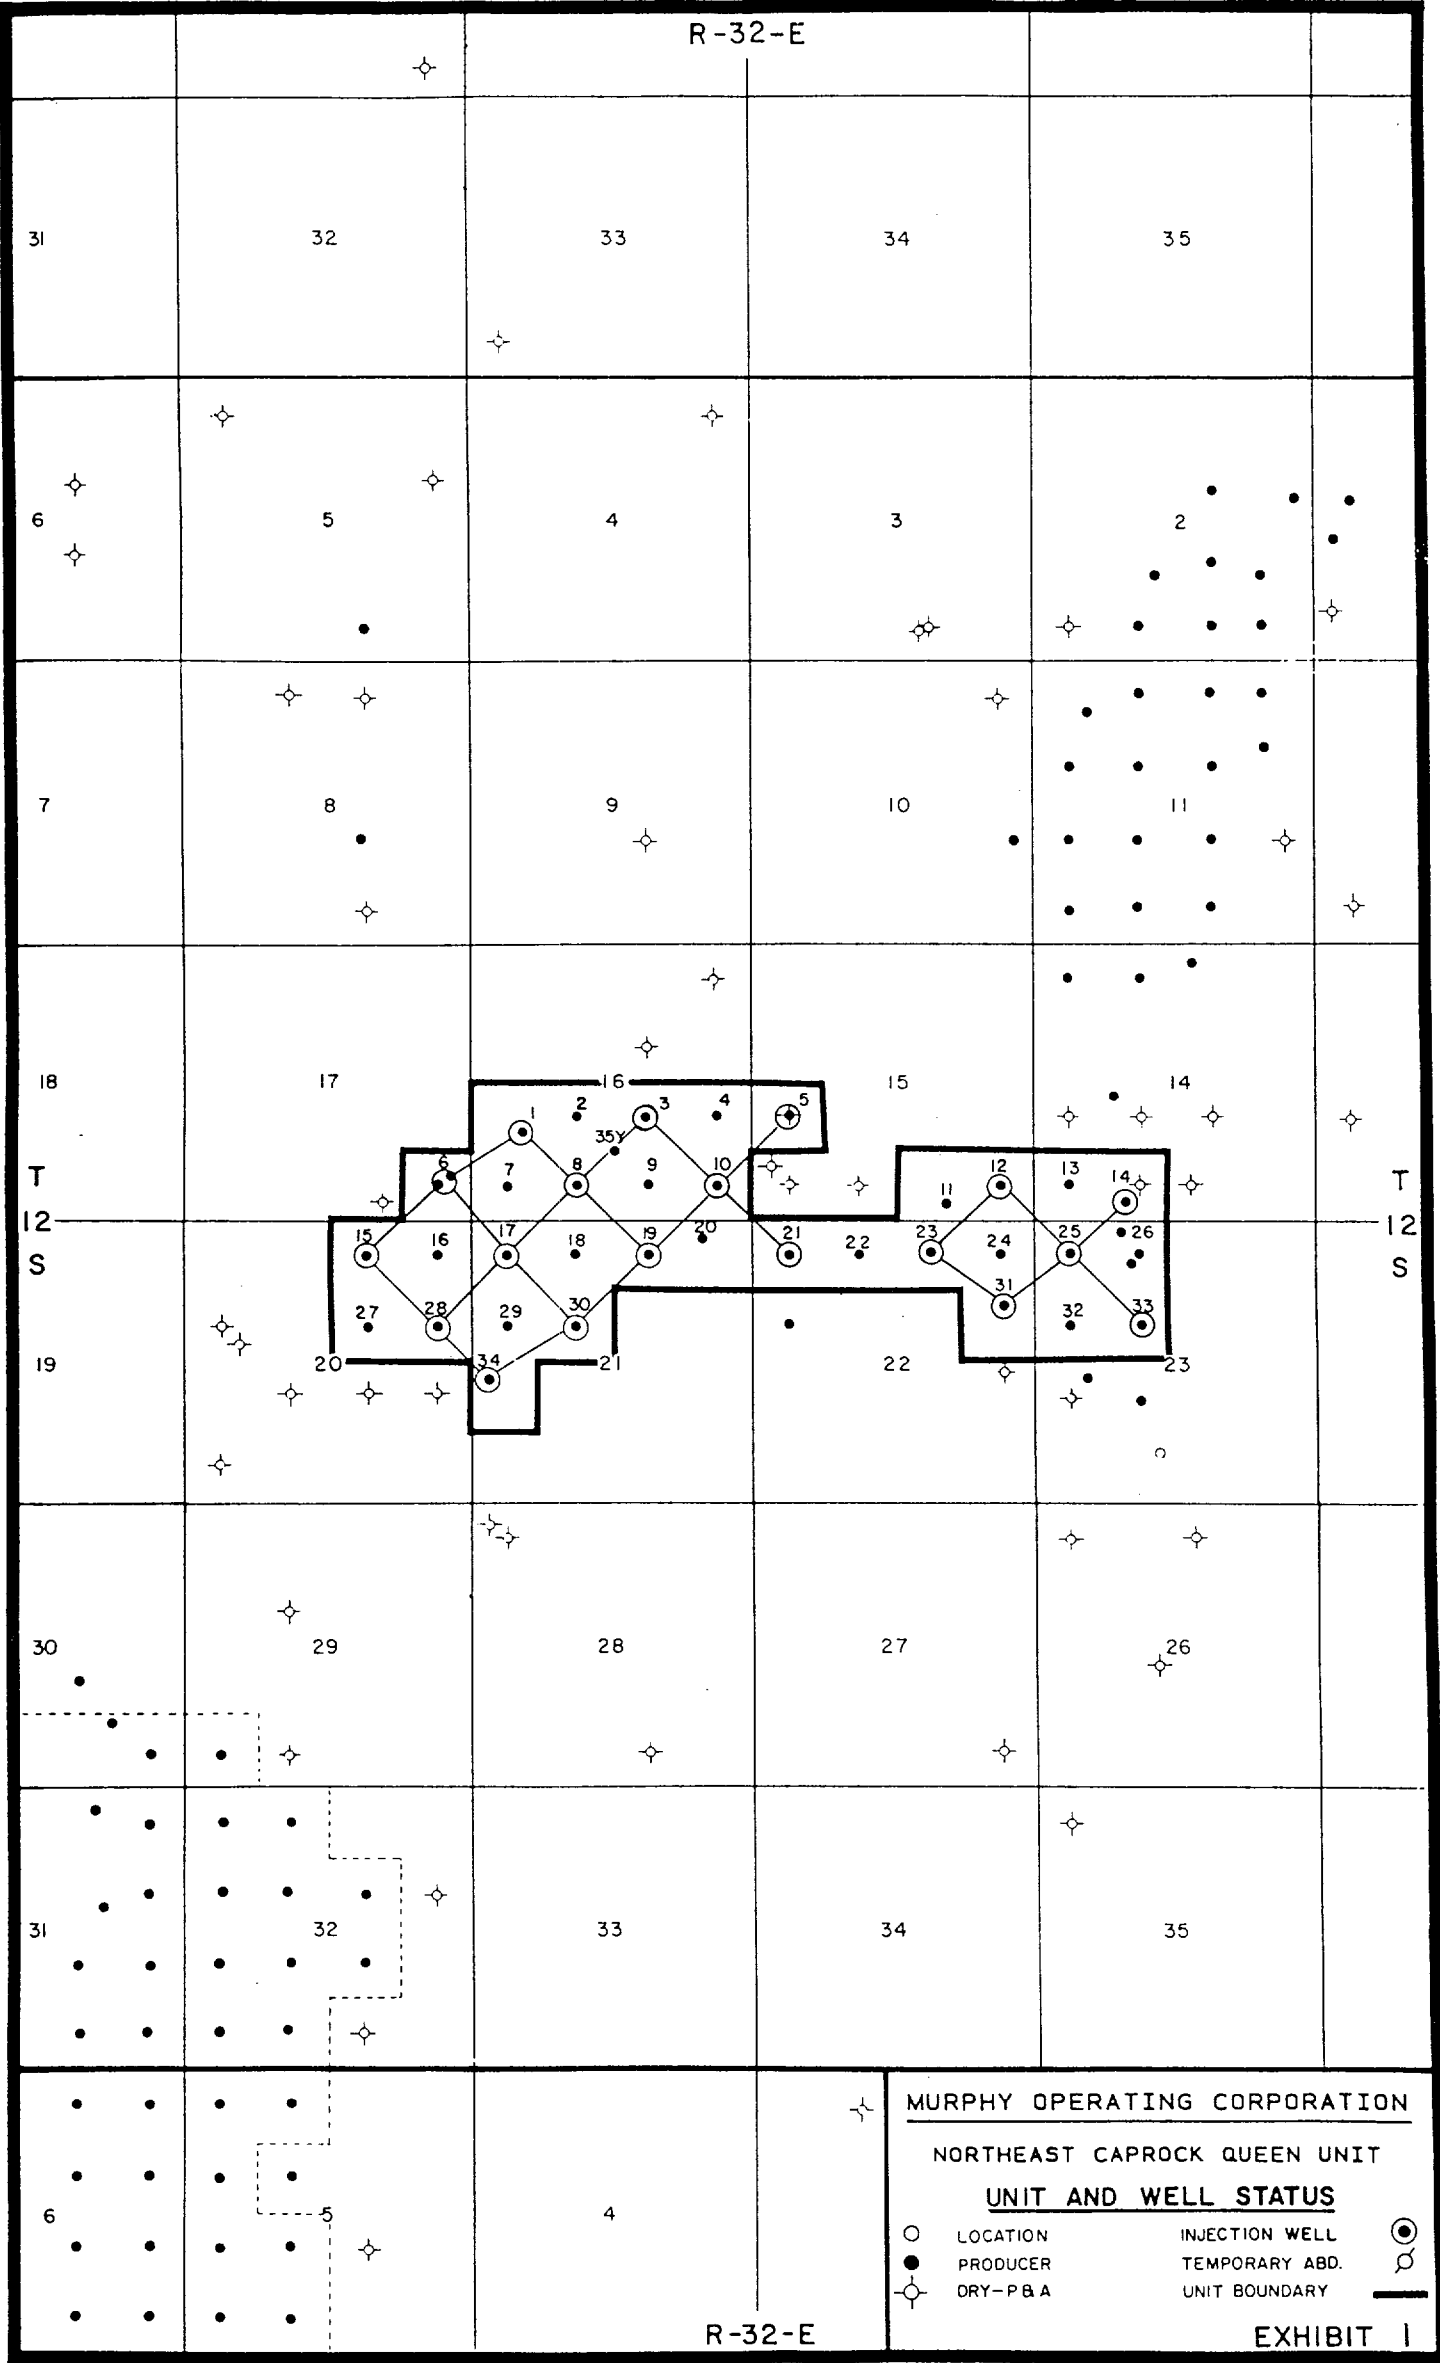 R-32-E
31 32 33 34 35
6 5 4 3 2
7 8 9 10 11
18 17 16 15 14
1 2 3 4 5
35Y
6 7 8 9 10 12 13 14
11
T T
12 12
S S
15 16 17 18 19 20 21 22 23 24 25 26
31
27 28 29 30 32 33
34
19 20 21 22 23
30 29 28 27 26
31 32 33 34 35
6 5 4
R-32-E
MURPHY OPERATING CORPORATION
NORTHEAST CAPROCK QUEEN UNIT
UNIT AND WELL STATUS
LOCATION INJECTION WELL
PRODUCER TEMPORARY ABD.
DRY-P&A UNIT BOUNDARY
EXHIBIT 1